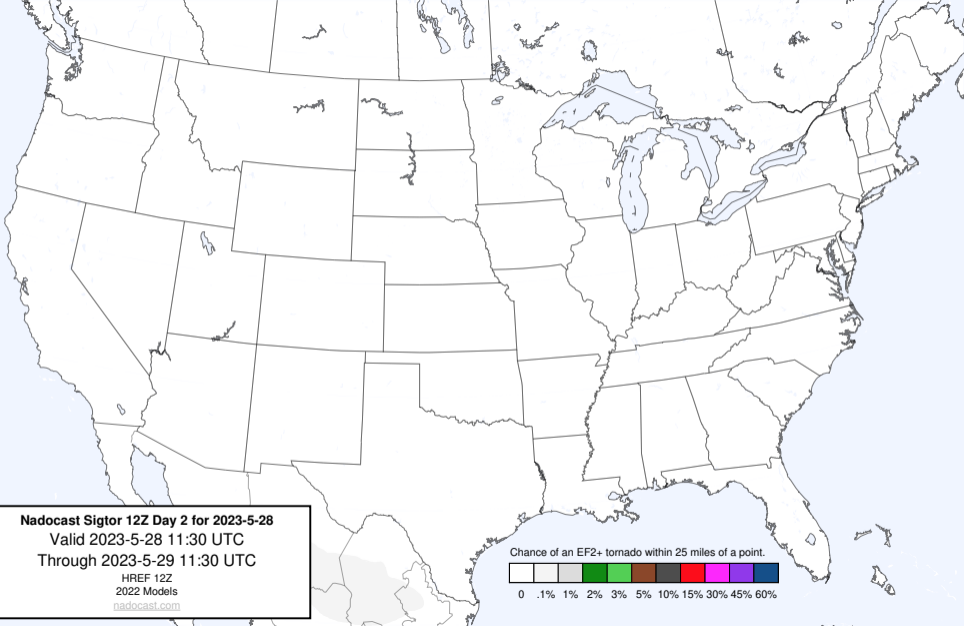 Nadocast Sigtor 12Z Day 2 for 2023-5-28
Valid 2023-5-28 11:30 UTC
Through 2023-5-29 11:30 UTC
HREF 12Z
2022 Models
nadocast.com
Chance of an EF2+ tornado within 25 miles of a point.
0 .1% 1% 2% 3% 5% 10% 15% 30% 45% 60%